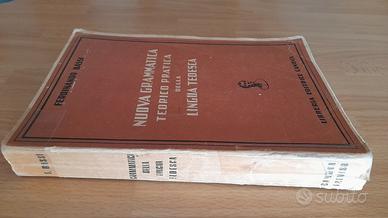 FERDINANDO BASSI
NUOVA GRAMMATICA
TEORICO PRATICA
DELLA
LINGUA TEDESCA
LIBRERIA EDITRICE CANOVA
F. BASSI
GRAMMATICA
DELLA
LINGUA
TEDESCA
CANOVA
TREVISO
subito